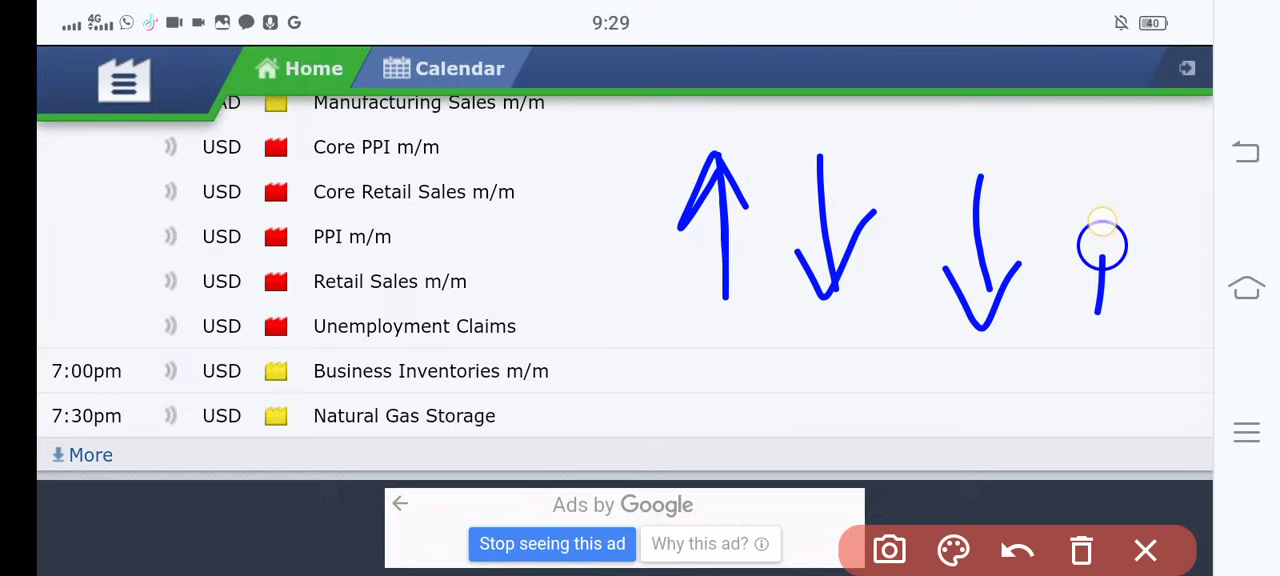 4G 9:29 40
Home Calendar
AD Manufacturing Sales m/m
USD Core PPI m/m
USD Core Retail Sales m/m
USD PPI m/m
USD Retail Sales m/m
USD Unemployment Claims
7:00pm USD Business Inventories m/m
7:30pm USD Natural Gas Storage
More
Ads by Google
Stop seeing this ad Why this ad?